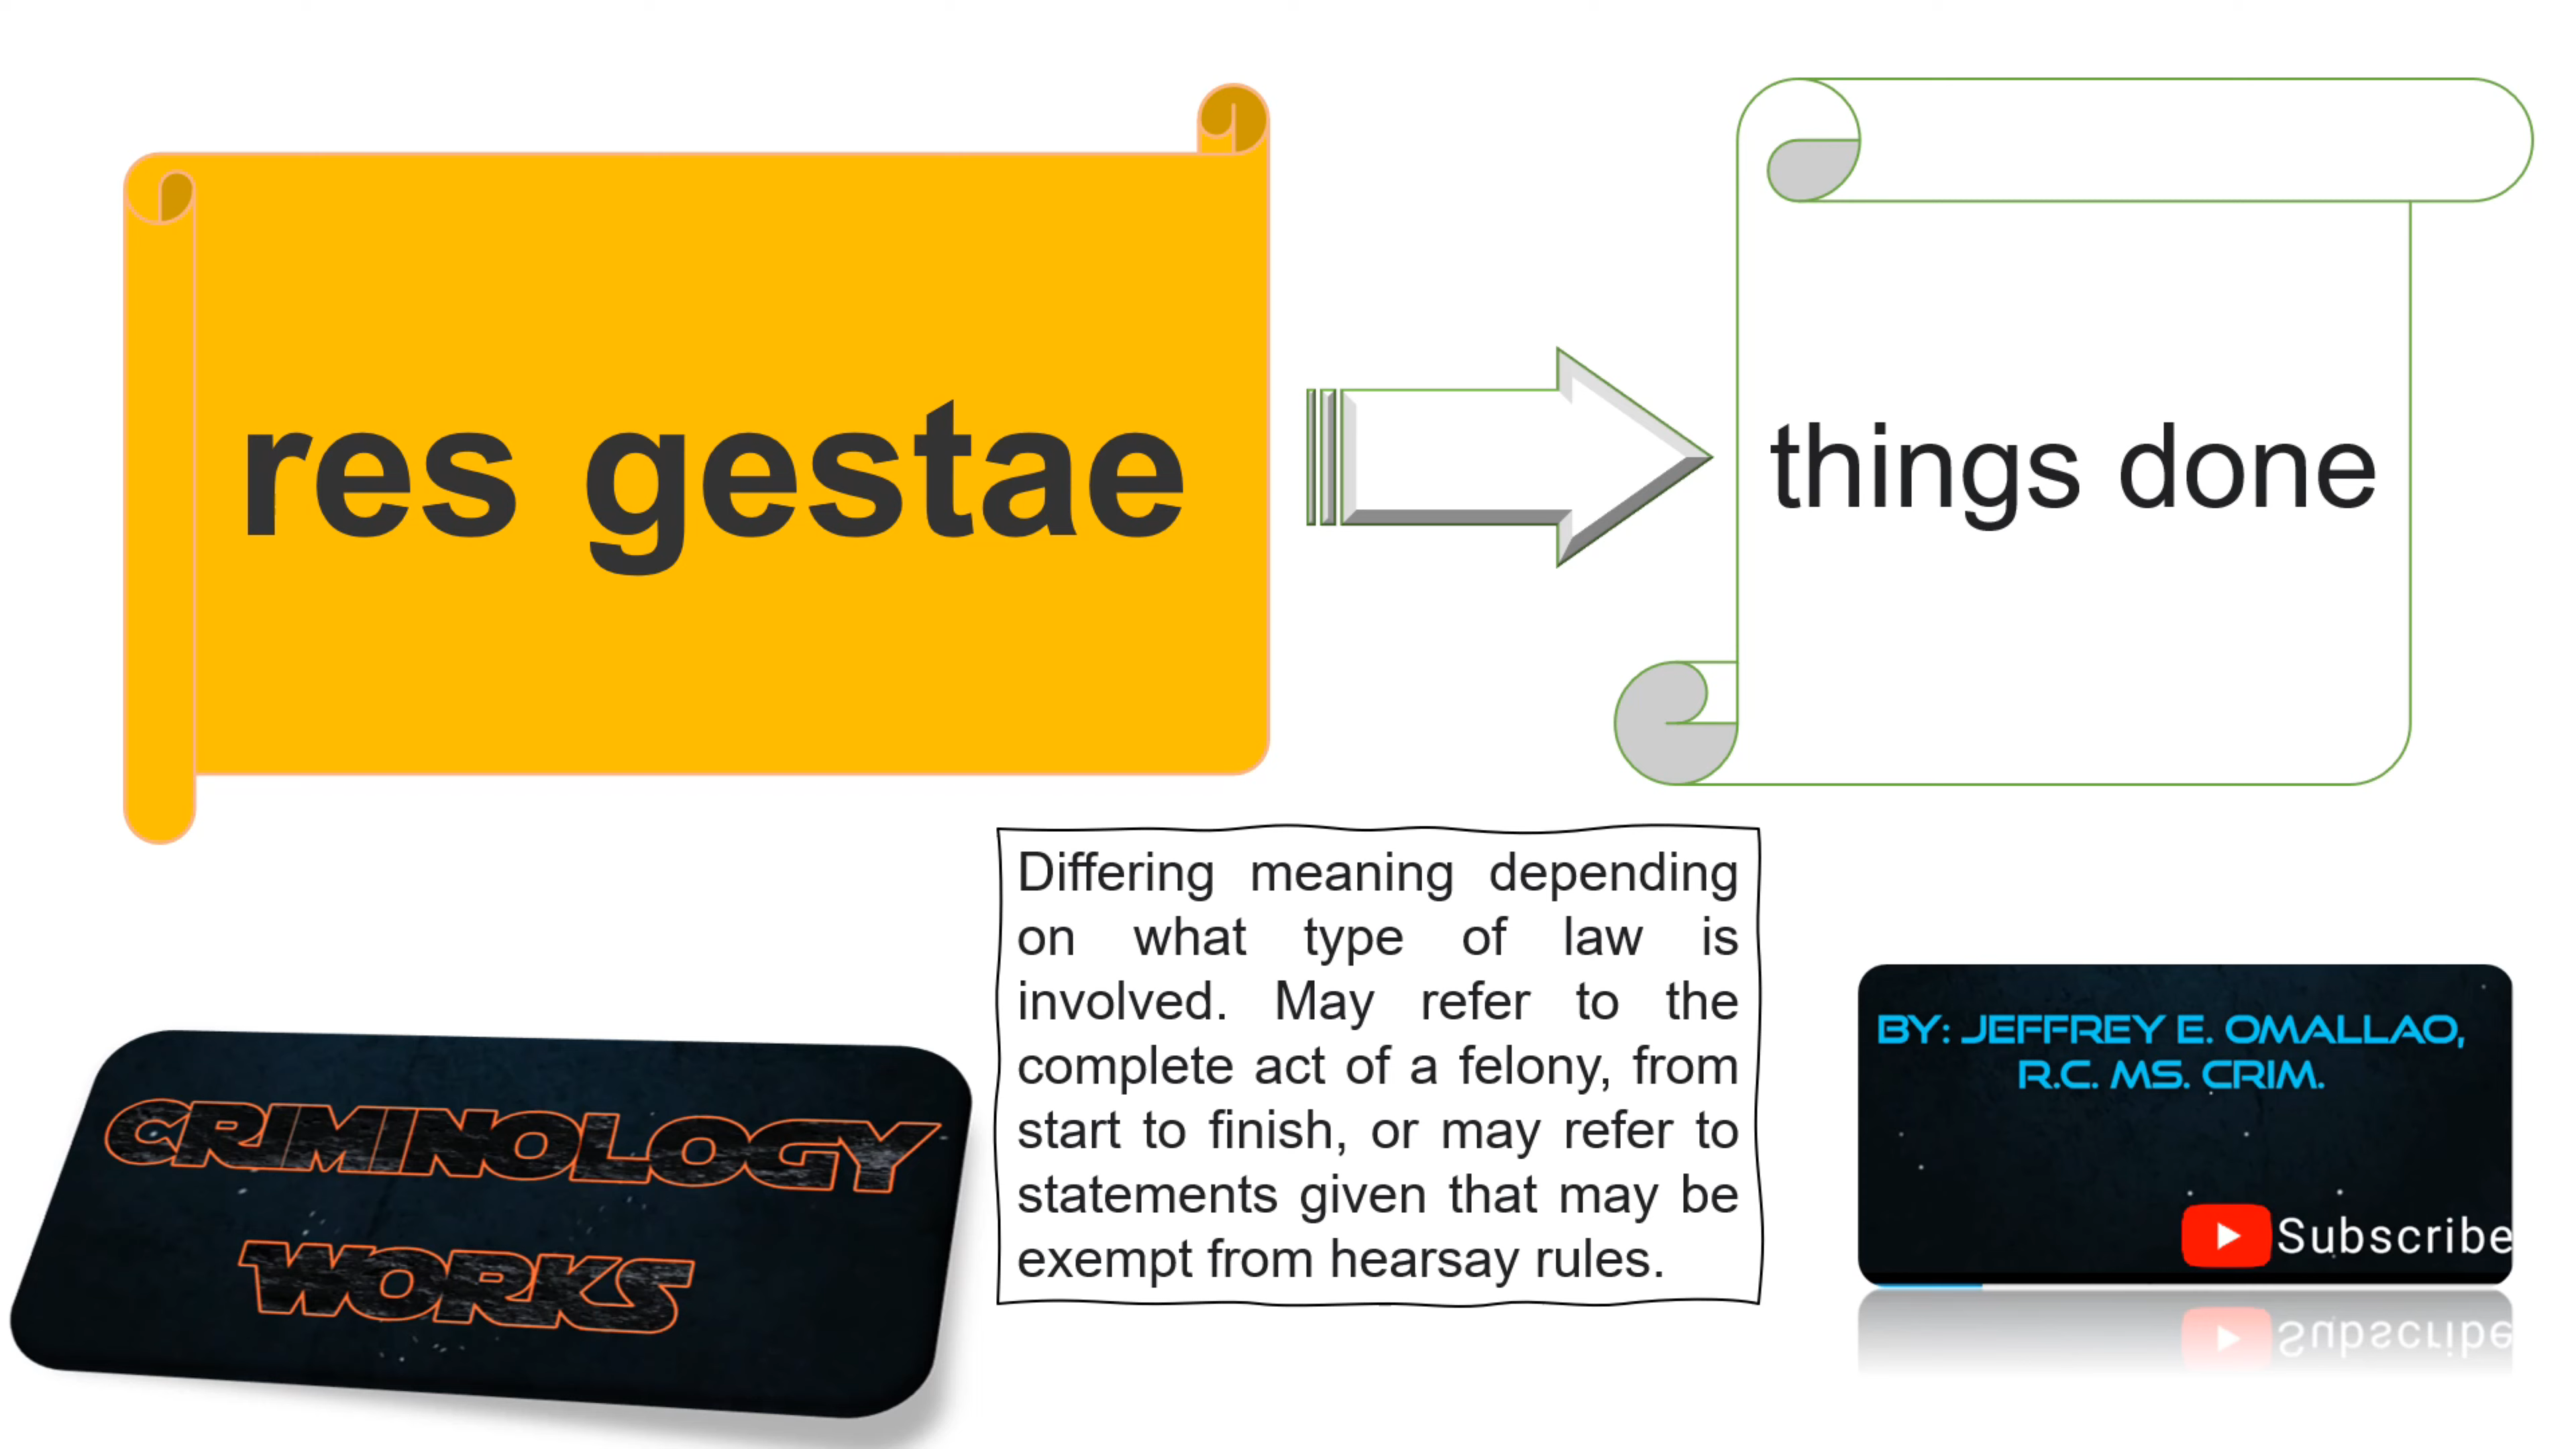 res gestae
things done
Differing meaning depending
on what type of law is
involved. May refer to the
complete act of a felony, from
start to finish, or may refer to
statements given that may be
exempt from hearsay rules.
CRIMINOLOGY
WORKS
BY: JEFFREY E. OMALLAO,
R.C. MS. CRIM.
Subscribe
Subscribe